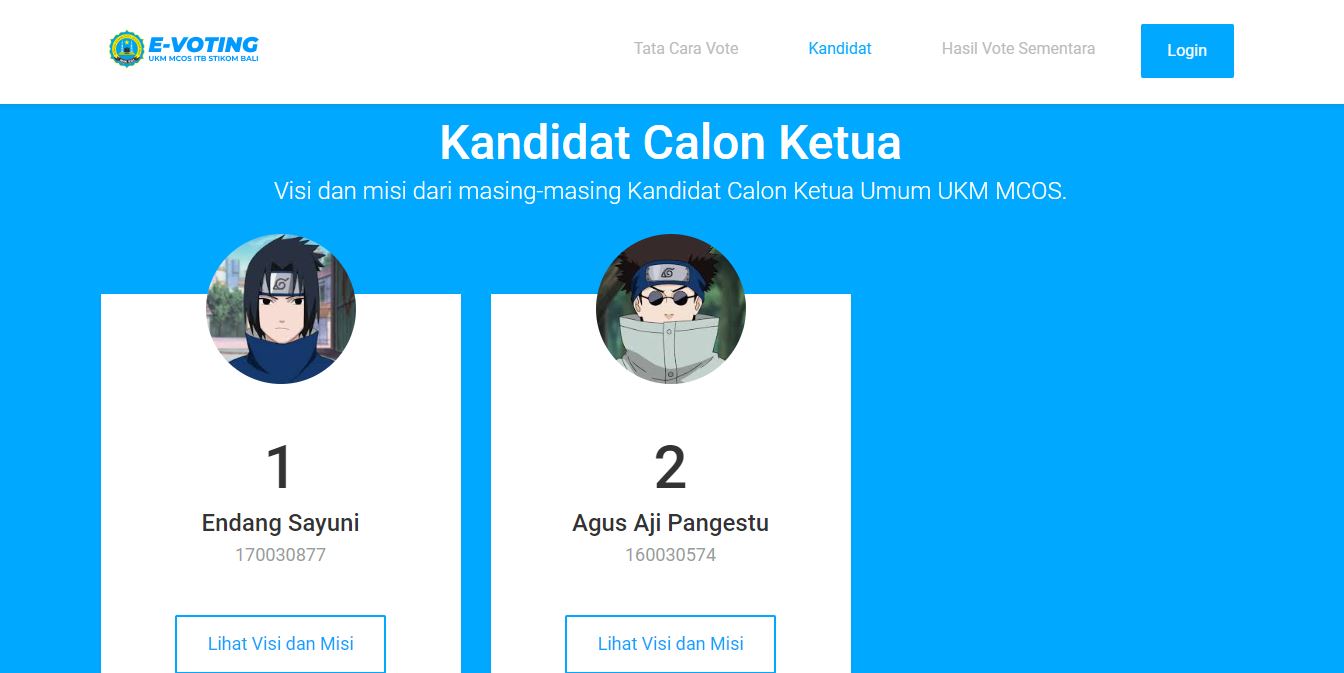 E-VOTING
UKM MCOS ITB STIKOM BALI
Tata Cara Vote
Kandidat
Hasil Vote Sementara
Login
Kandidat Calon Ketua
Visi dan misi dari masing-masing Kandidat Calon Ketua Umum UKM MCOS.
1
Endang Sayuni
170030877
Lihat Visi dan Misi
2
Agus Aji Pangestu
160030574
Lihat Visi dan Misi